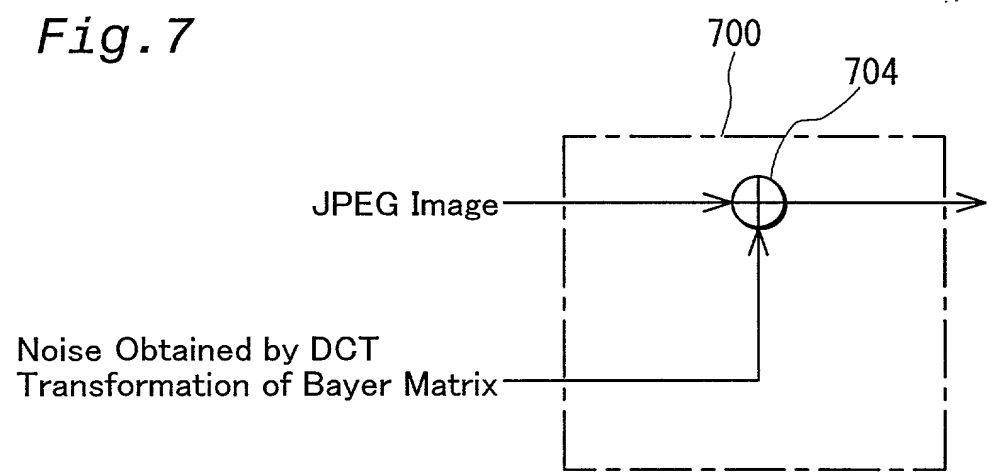 Fig.7
700
704
JPEG Image
Noise Obtained by DCT
Transformation of Bayer Matrix